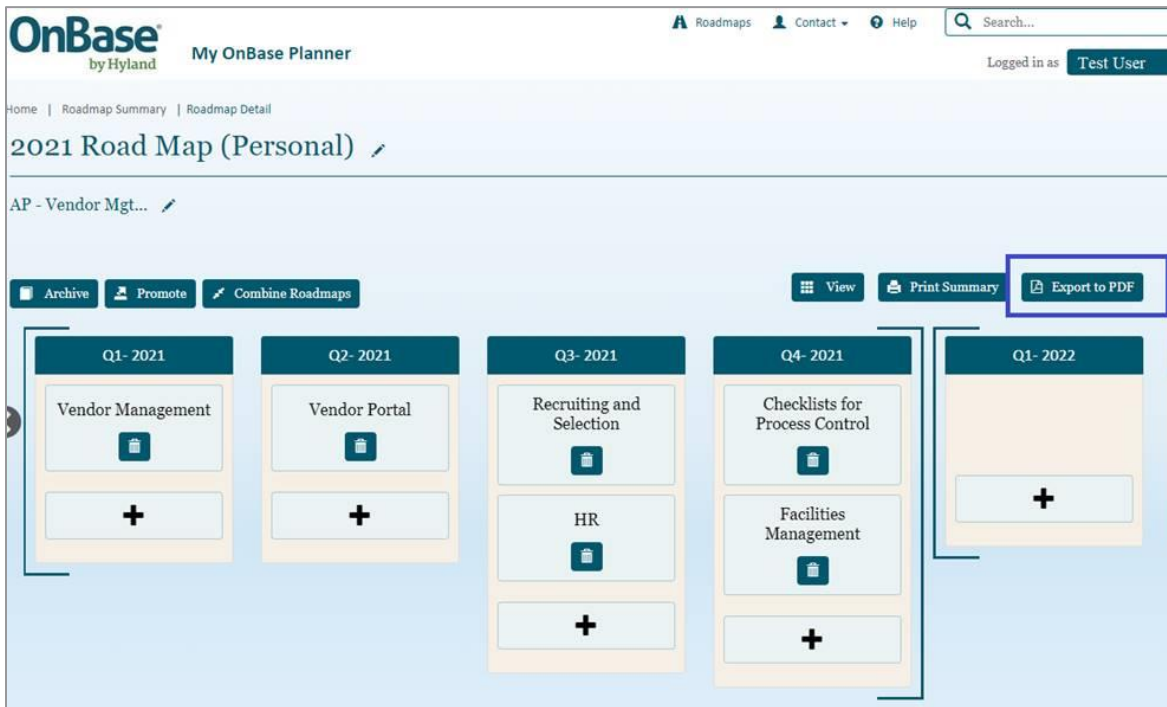 OnBase®
by Hyland
My OnBase Planner
Roadmaps Contact Help Search...
Logged in as Test User
Home | Roadmap Summary | Roadmap Detail
2021 Road Map (Personal)
AP - Vendor Mgt...
Archive Promote Combine Roadmaps View Print Summary Export to PDF
Q1- 2021
Vendor Management
Q2- 2021
Vendor Portal
Q3- 2021
Recruiting and
Selection
HR
Q4- 2021
Checklists for
Process Control
Facilities
Management
Q1- 2022